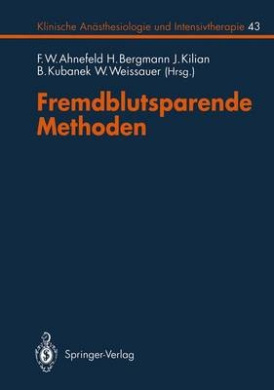 Klinische Anästhesiologie und Intensivtherapie 43
F. W. Ahnefeld H. Bergmann J. Kilian
B. Kubanek W. Weissauer (Hrsg.)
Fremdblutsparende
Methoden
Springer-Verlag